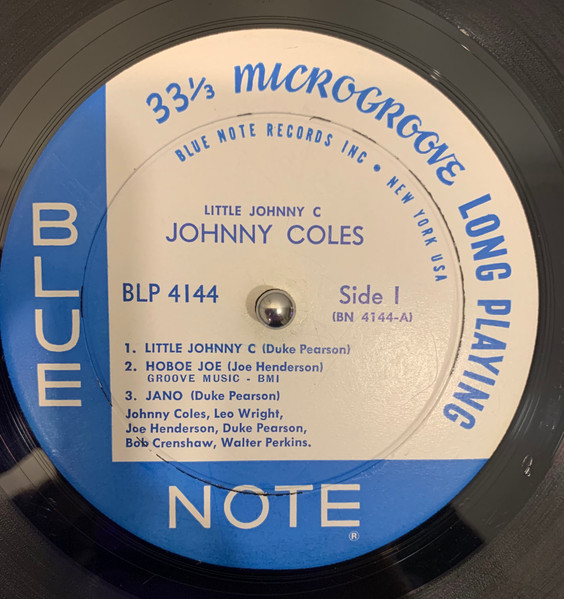 33⅓ MICROGROOVE LONG PLAYING
BLUE NOTE RECORDS INC • NEW YORK USA
LITTLE JOHNNY C
JOHNNY COLES
BLP 4144
Side I
(BN 4144-A)
1. LITTLE JOHNNY C (Duke Pearson)
2. HOBOE JOE (Joe Henderson)
GROOVE MUSIC - BMI
3. JANO (Duke Pearson)
Johnny Coles, Leo Wright,
Joe Henderson, Duke Pearson,
Bob Crenshaw, Walter Perkins.
BLUE
NOTE
®